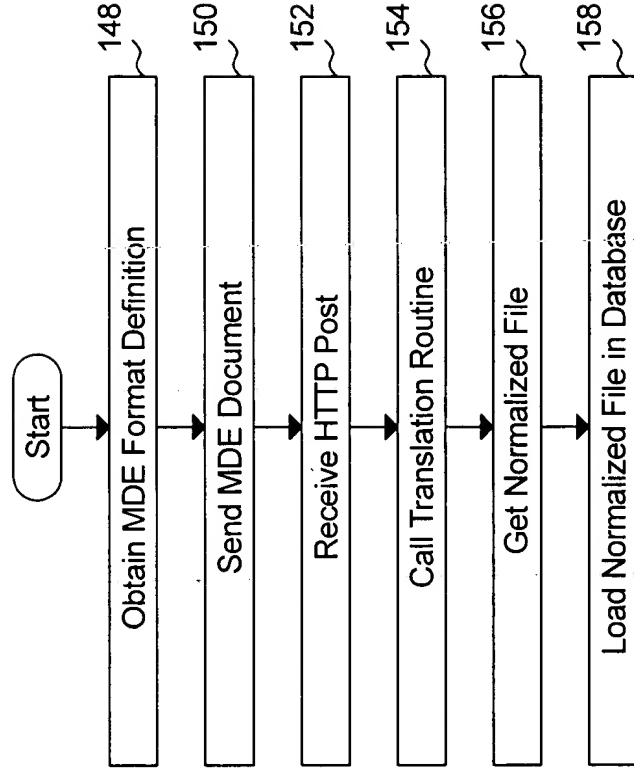 Start
Obtain MDE Format Definition
148
Send MDE Document
150
Receive HTTP Post
152
Call Translation Routine
154
Get Normalized File
156
Load Normalized File in Database
158